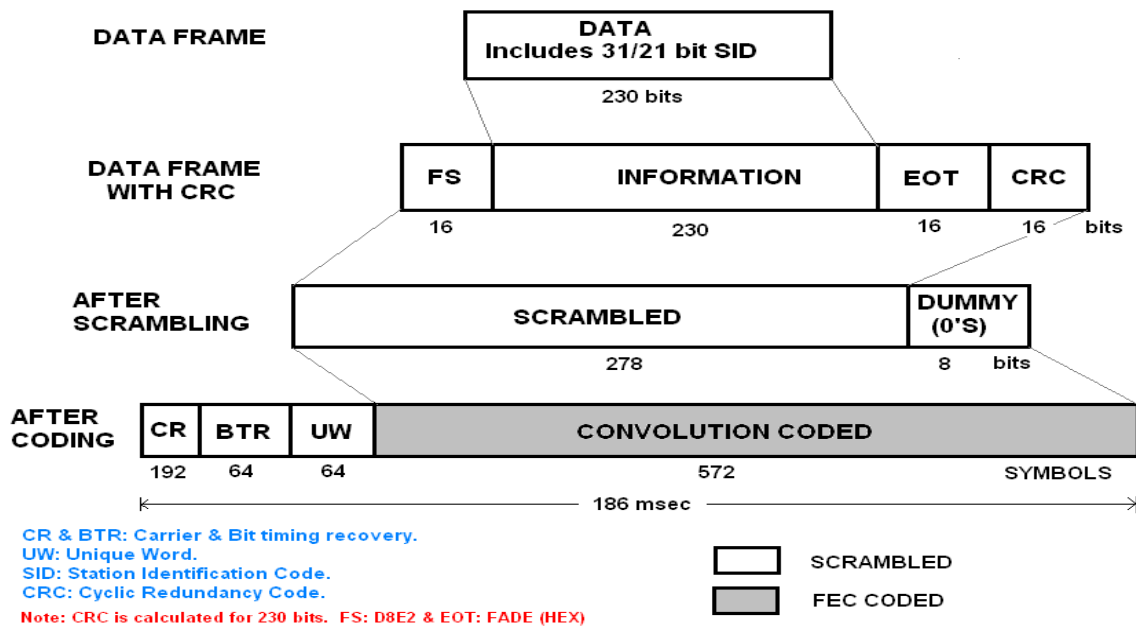 DATA FRAME
DATA
Includes 31/21 bit SID
230 bits
DATA FRAME
WITH CRC
FS
INFORMATION
EOT
CRC
16
230
16
16
bits
AFTER
SCRAMBLING
SCRAMBLED
DUMMY
(0'S)
278
8
bits
AFTER
CODING
CR
BTR
UW
CONVOLUTION CODED
192
64
64
572
SYMBOLS
186 msec
CR & BTR: Carrier & Bit timing recovery.
UW: Unique Word.
SID: Station Identification Code.
CRC: Cyclic Redundancy Code.
Note: CRC is calculated for 230 bits. FS: D8E2 & EOT: FADE (HEX)
SCRAMBLED
FEC CODED